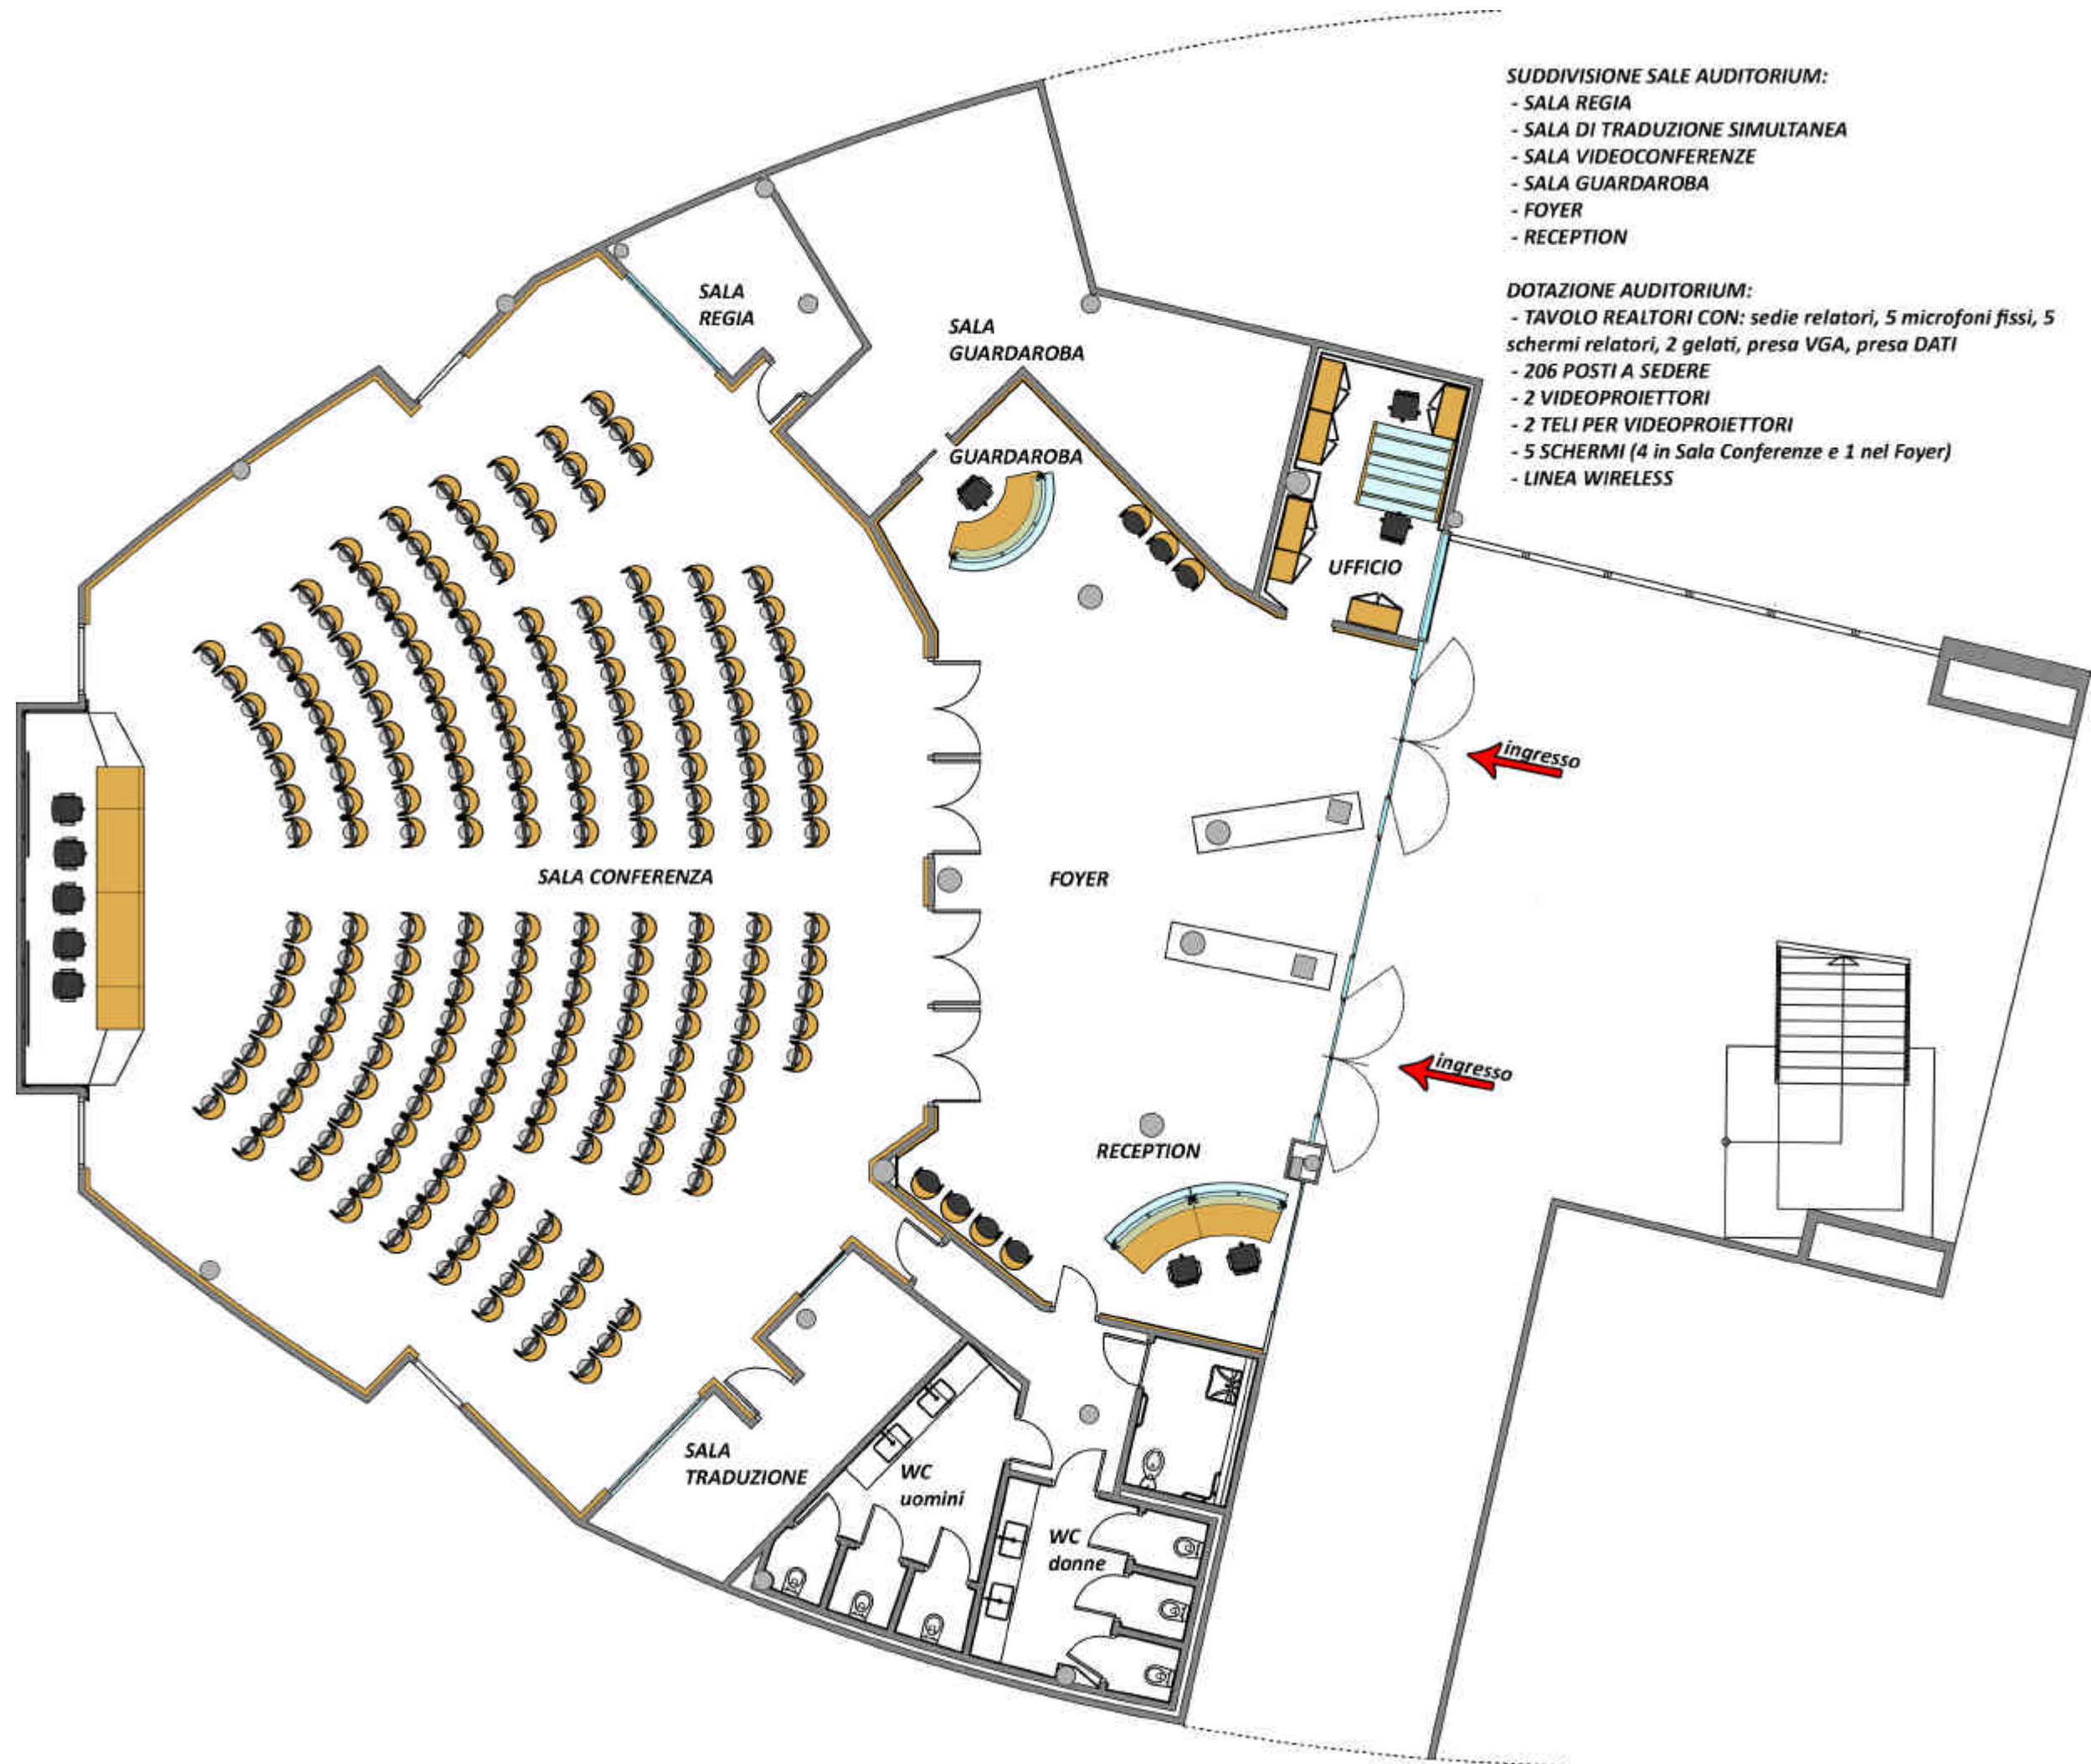 SUDDIVISIONE SALE AUDITORIUM:
- SALA REGIA
- SALA DI TRADUZIONE SIMULTANEA
- SALA VIDEOCONFERENZE
- SALA GUARDAROBA
- FOYER
- RECEPTION
DOTAZIONE AUDITORIUM:
- TAVOLO REALTORI CON: sedie relatori, 5 microfoni fissi, 5
schermi relatori, 2 gelati, presa VGA, presa DATI
- 206 POSTI A SEDERE
- 2 VIDEOPROIETTORI
- 2 TELI PER VIDEOPROIETTORI
- 5 SCHERMI (4 in Sala Conferenze e 1 nel Foyer)
- LINEA WIRELESS
SALA
REGIA
SALA
GUARDAROBA
GUARDAROBA
UFFICIO
ingresso
SALA CONFERENZA
FOYER
ingresso
RECEPTION
SALA
TRADUZIONE
WC
uomini
WC
donne